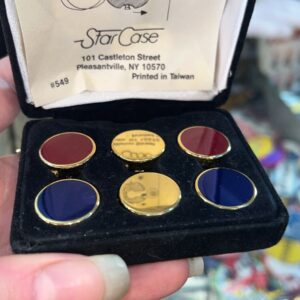 StarCase
101 Castleton Street
Pleasantville, NY 10570
#549
Printed in Taiwan